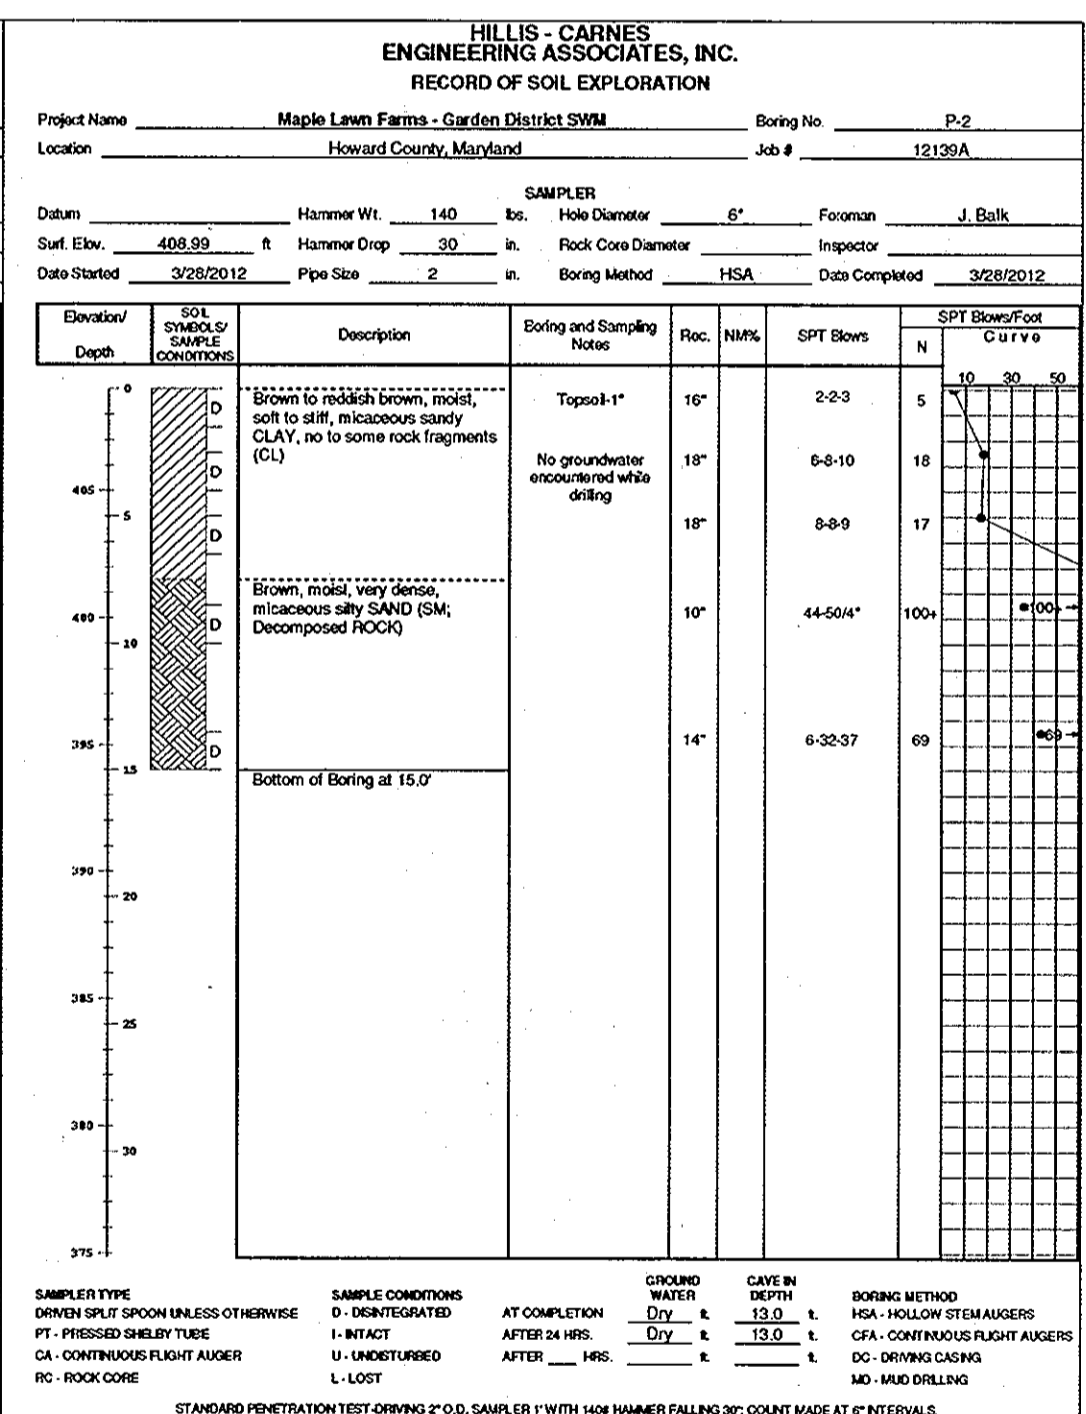 HILLIS - CARNES
ENGINEERING ASSOCIATES, INC.
RECORD OF SOIL EXPLORATION
Project Name Maple Lawn Farms - Garden District SWM Boring No. P-2
Location Howard County, Maryland Job # 12139A
SAMPLER
Datum Hammer Wt. 140 lbs. Hole Diameter 6" Foreman J. Balk
Surf. Elev. 408.99 ft Hammer Drop 30 in. Rock Core Diameter Inspector
Date Started 3/28/2012 Pipe Size 2 in. Boring Method HSA Date Completed 3/28/2012
Elevation/ Depth
SOIL SYMBOLS/ SAMPLE CONDITIONS
Description
Boring and Sampling Notes
Rec. NM% SPT Blows
SPT Blows/Foot
N Curve
10 30 50
0 D Brown to reddish brown, moist, Topsoil-1" 16" 2-2-3 5
soft to stiff, micaceous sandy
CLAY, no to some rock fragments
(CL)
D No groundwater 18" 6-8-10 18
encountered while
drilling
405
5
D 18" 8-8-9 17
Brown, moist, very dense,
micaceous silty SAND (SM;
Decomposed ROCK)
400 D 10" 44-50/4" 100+ 100+
10
395 D 14" 6-32-37 69 69
15
Bottom of Boring at 15.0'
390
20
385
25
380
30
375
SAMPLER TYPE
DRIVEN SPLIT SPOON UNLESS OTHERWISE
PT - PRESSED SHELBY TUBE
CA - CONTINUOUS FLIGHT AUGER
RC - ROCK CORE
SAMPLE CONDITIONS
D - DISINTEGRATED
I - INTACT
U - UNDISTURBED
L - LOST
GROUND WATER CAVE IN DEPTH
AT COMPLETION Dry ft. 13.0 ft.
AFTER 24 HRS. Dry ft. 13.0 ft.
AFTER ___ HRS. ft. ft.
BORING METHOD
HSA - HOLLOW STEM AUGERS
CFA - CONTINUOUS FLIGHT AUGERS
DC - DRIVING CASING
MD - MUD DRILLING
STANDARD PENETRATION TEST-DRIVING 2" O.D. SAMPLER 1' WITH 140# HAMMER FALLING 30"; COUNT MADE AT 6" INTERVALS.